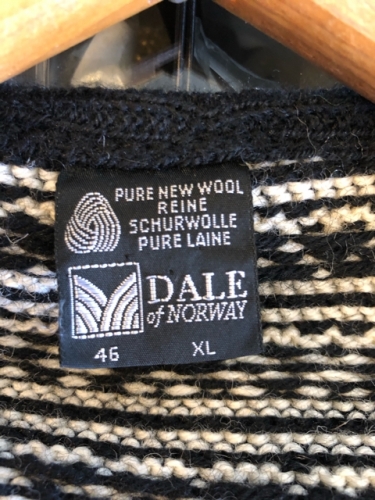 PURE NEW WOOL
REINE
SCHURWOLLE
PURE LAINE
DALE
of NORWAY
46 XL